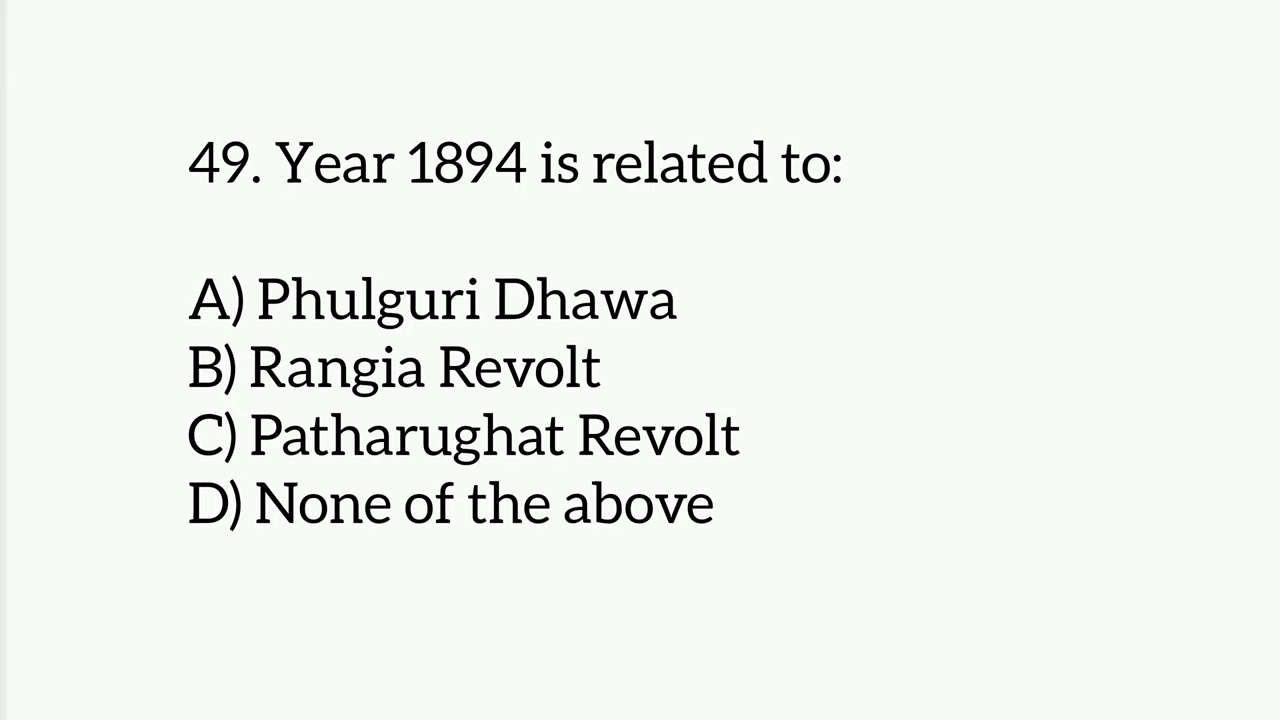 49. Year 1894 is related to:
A) Phulguri Dhawa
B) Rangia Revolt
C) Patharughat Revolt
D) None of the above